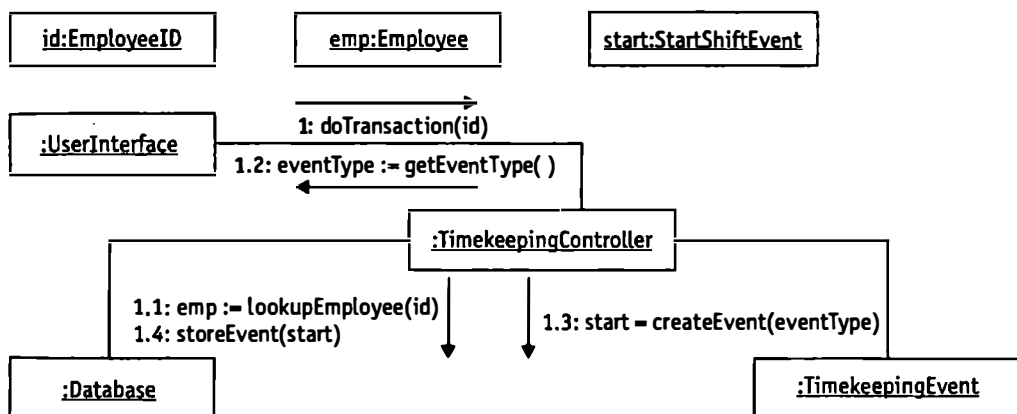 id:EmployeeID
emp:Employee
start:StartShiftEvent
:UserInterface
1: doTransaction(id)
1.2: eventType := getEventType( )
:TimekeepingController
1.1: emp := lookupEmployee(id)
1.4: storeEvent(start)
1.3: start = createEvent(eventType)
:Database
:TimekeepingEvent